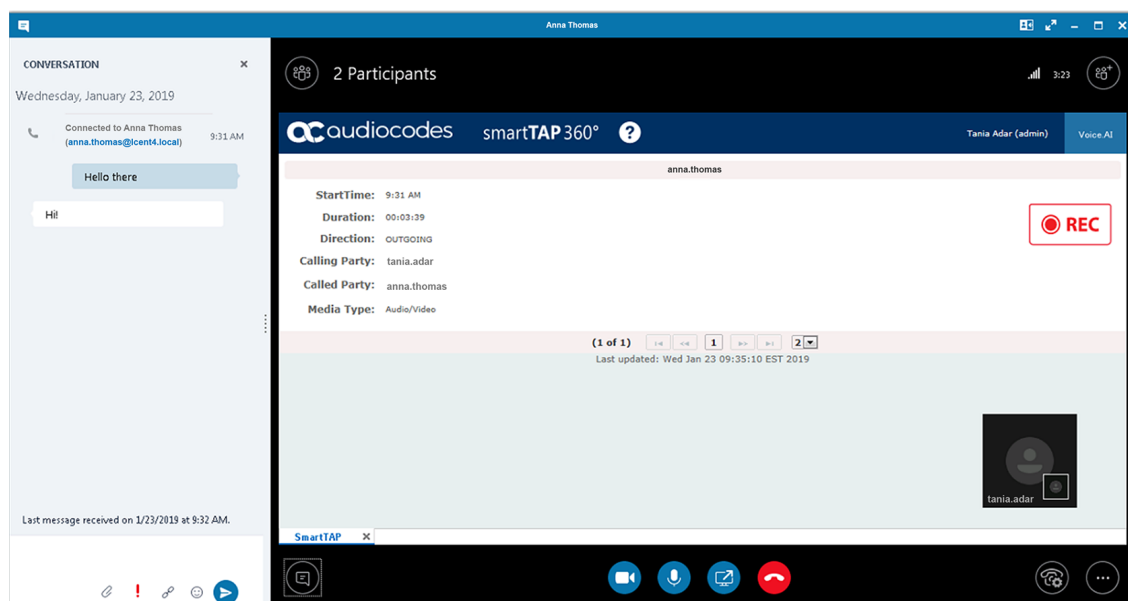 Anna Thomas
CONVERSATION
Wednesday, January 23, 2019
Connected to Anna Thomas
(anna.thomas@lcent4.local)
9:31 AM
Hello there
Hi!
Last message received on 1/23/2019 at 9:32 AM.
2 Participants
3:23
audiocodes smartTAP 360° ?
Tania Adar (admin)
Voice.AI
anna.thomas
StartTime: 9:31 AM
Duration: 00:03:39
Direction: OUTGOING
Calling Party: tania.adar
Called Party: anna.thomas
Media Type: Audio/Video
REC
(1 of 1) 1 2
Last updated: Wed Jan 23 09:35:10 EST 2019
tania.adar
SmartTAP